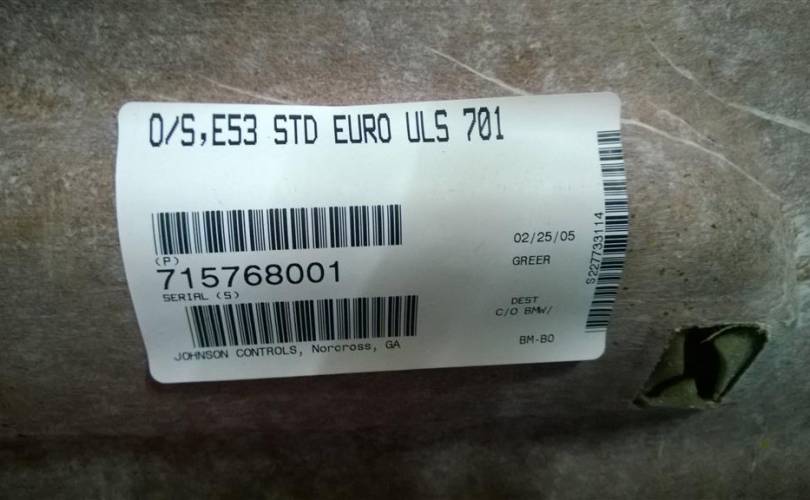 O/S,E53 STD EURO ULS 701
(P)
715768001
SERIAL (S)
JOHNSON CONTROLS, Norcross, GA
02/25/05
GREER
DEST
C/O BMW/
BM-BO
S227733114